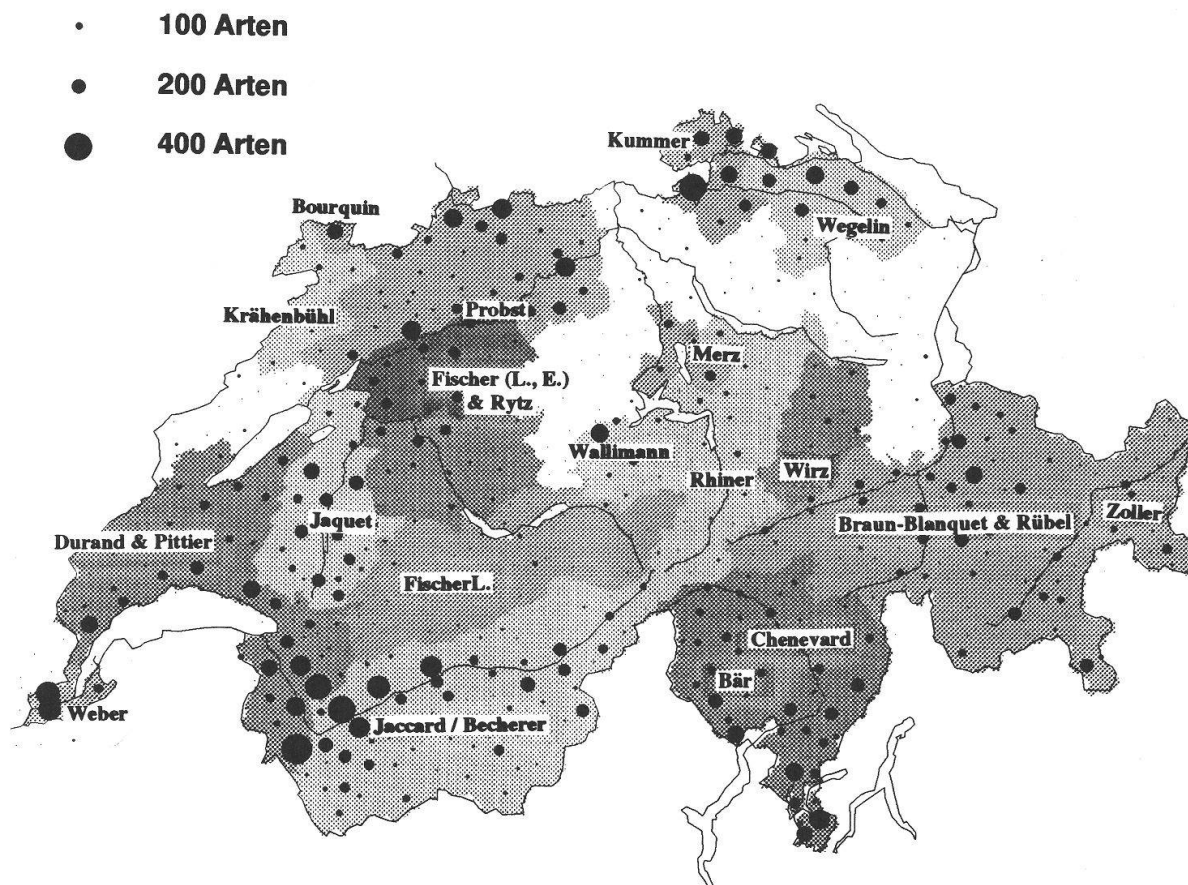 100 Arten
200 Arten
400 Arten
Kummer
Bourquin
Wegelin
Krähenbühl
Probst
Merz
Fischer (L., E.)
& Rytz
Wallimann
Wirz
Rhiner
Jaquet
Braun-Blanquet & Rübel
Zoller
Durand & Pittier
FischerL.
Chenevard
Bär
Weber
Jaccard / Becherer